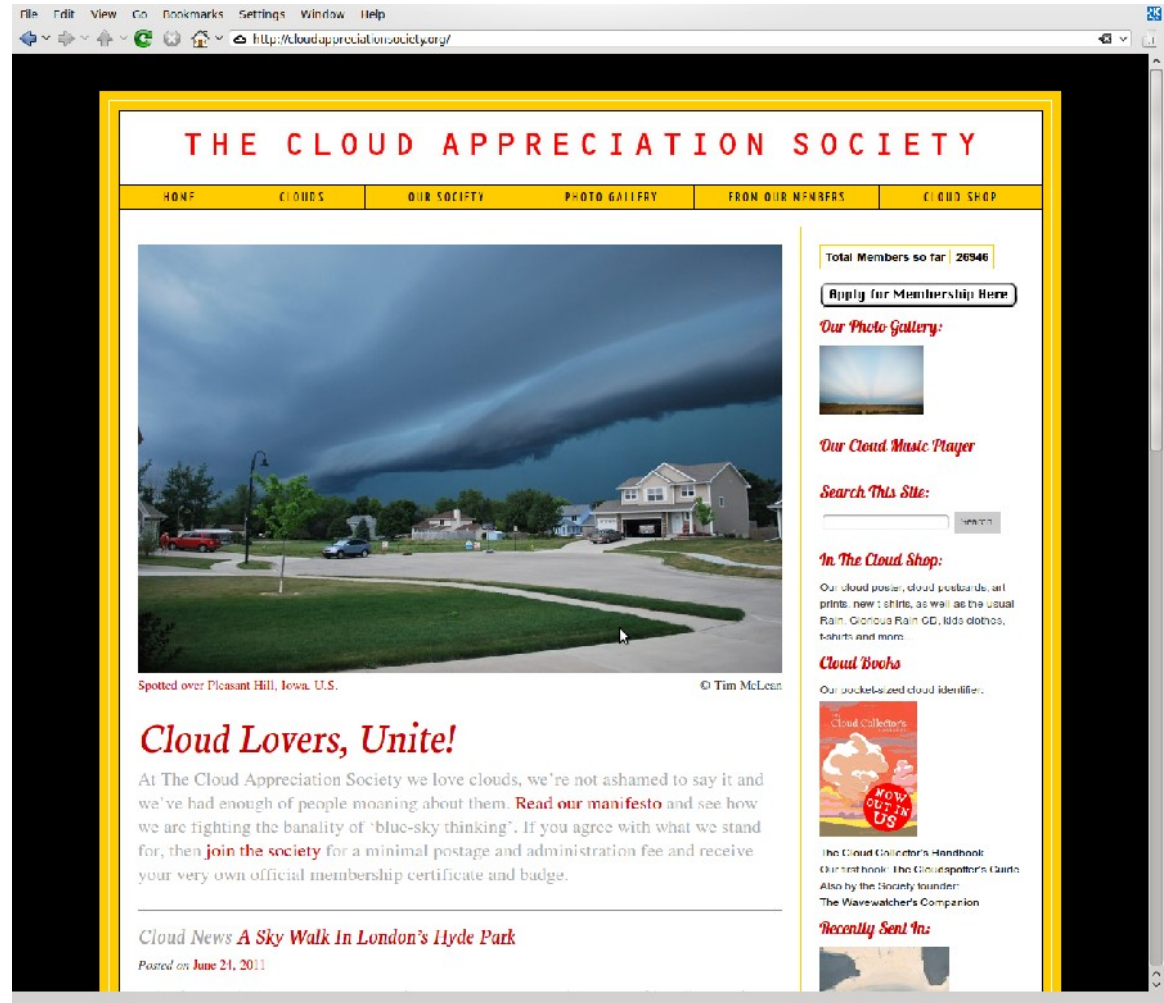 File Edit View Go Bookmarks Settings Window Help
http://cloudappreciationsociety.org/
THE CLOUD APPRECIATION SOCIETY
HOME CLOUDS OUR SOCIETY PHOTO GALLERY FROM OUR MEMBERS CLOUD SHOP
Spotted over Pleasant Hill, Iowa, U.S. © Tim McLean
Cloud Lovers, Unite!
At The Cloud Appreciation Society we love clouds, we're not ashamed to say it and
we've had enough of people moaning about them. Read our manifesto and see how
we are fighting the banality of 'blue-sky thinking'. If you agree with what we stand
for, then join the society for a minimal postage and administration fee and receive
your very own official membership certificate and badge.
Cloud News A Sky Walk In London's Hyde Park
Posted on June 24, 2011
Total Members so far 26946
Apply for Membership Here
Our Photo Gallery:
Our Cloud Music Player
Search This Site:
Search
In The Cloud Shop:
Our cloud poster, cloud postcards, art
prints, new t-shirts, as well as the usual
Rain, Glorious Rain CD, kids clothes,
t-shirts and more...
Cloud Books
Our pocket-sized cloud identifier:
The
Cloud Collector's
NOW
OUT IN
US
The Cloud Collector's Handbook
Our first book: The Cloudspotter's Guide
Also by the Society founder:
The Wavewatcher's Companion
Recently Sent In: